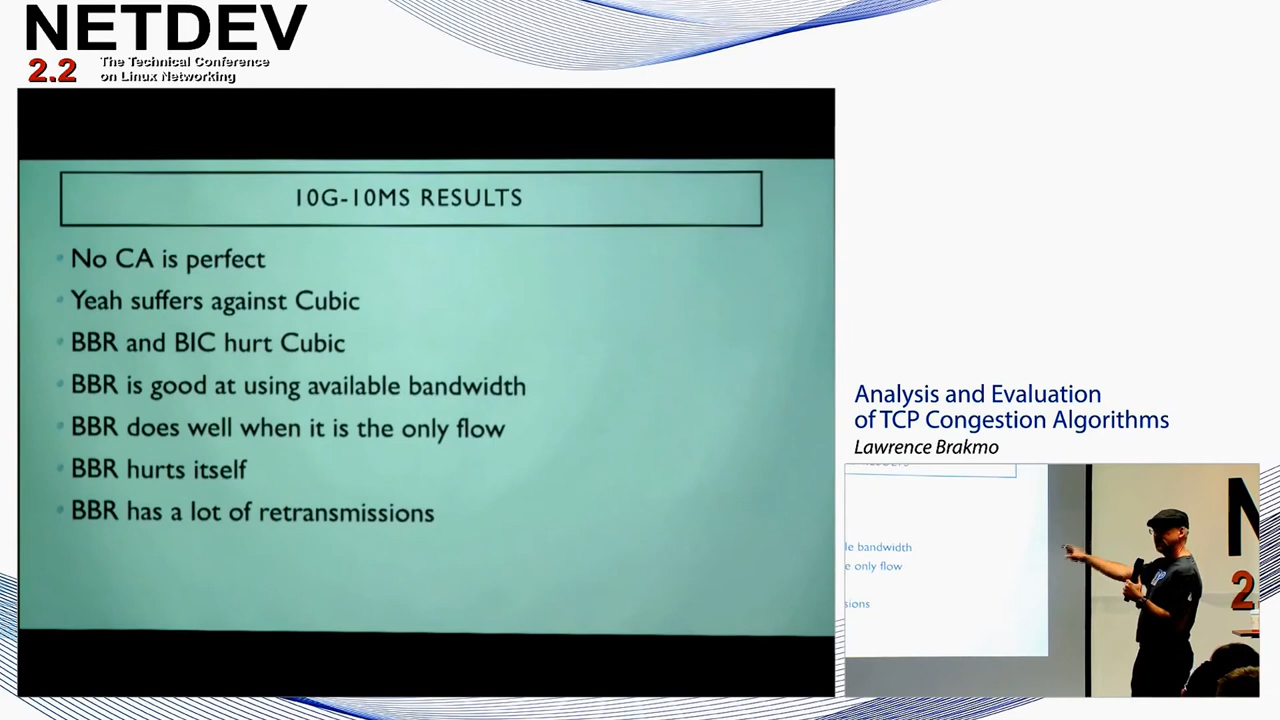 NETDEV
2.2 The Technical Conference
on Linux Networking
10G-10MS RESULTS
No CA is perfect
Yeah suffers against Cubic
BBR and BIC hurt Cubic
BBR is good at using available bandwidth
BBR does well when it is the only flow
BBR hurts itself
BBR has a lot of retransmissions
Analysis and Evaluation
of TCP Congestion Algorithms
Lawrence Brakmo
le bandwidth
e only flow
sions
N
2